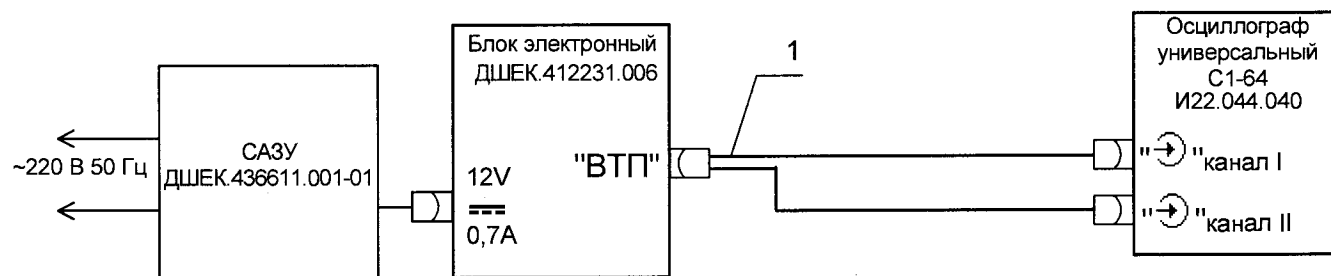 ~220 В 50 Гц
САЗУ
ДШЕК.436611.001-01
Блок электронный
ДШЕК.412231.006
"ВТП"
12V
0,7А
1
Осциллограф
универсальный
С1-64
И22.044.040
" "канал I
" "канал II